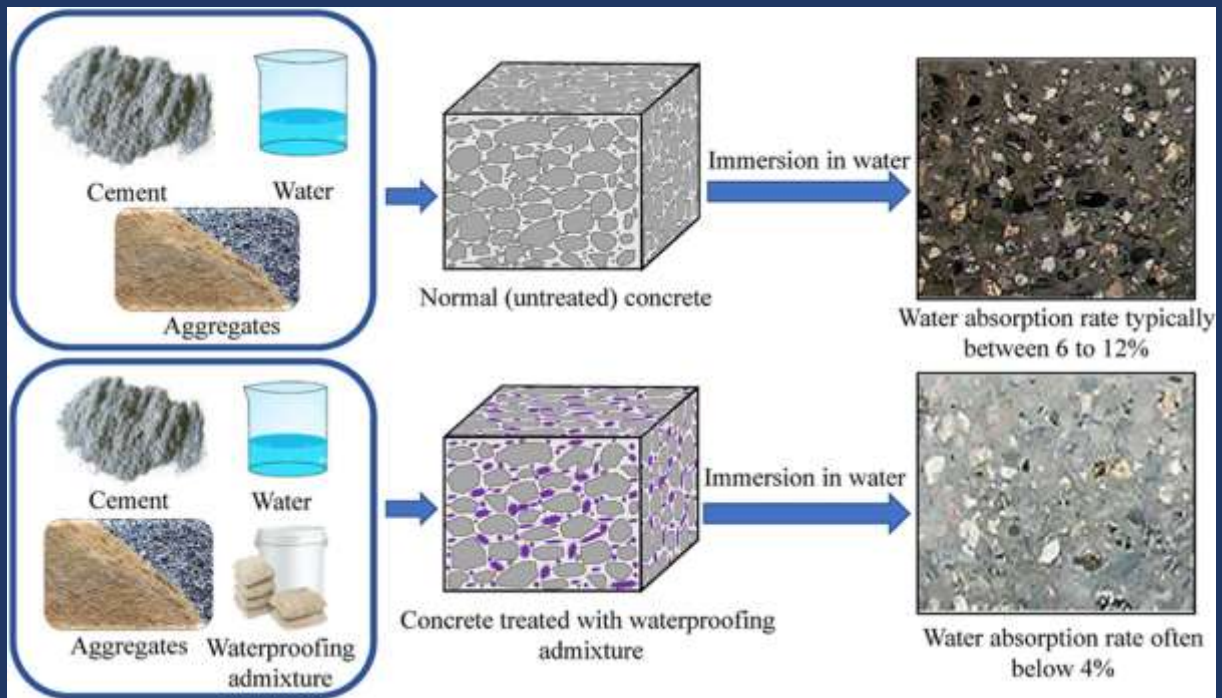 Cement
Water
Aggregates
Normal (untreated) concrete
Immersion in water
Water absorption rate typically
between 6 to 12%
Cement
Water
Aggregates
Waterproofing
admixture
Concrete treated with waterproofing
admixture
Immersion in water
Water absorption rate often
below 4%